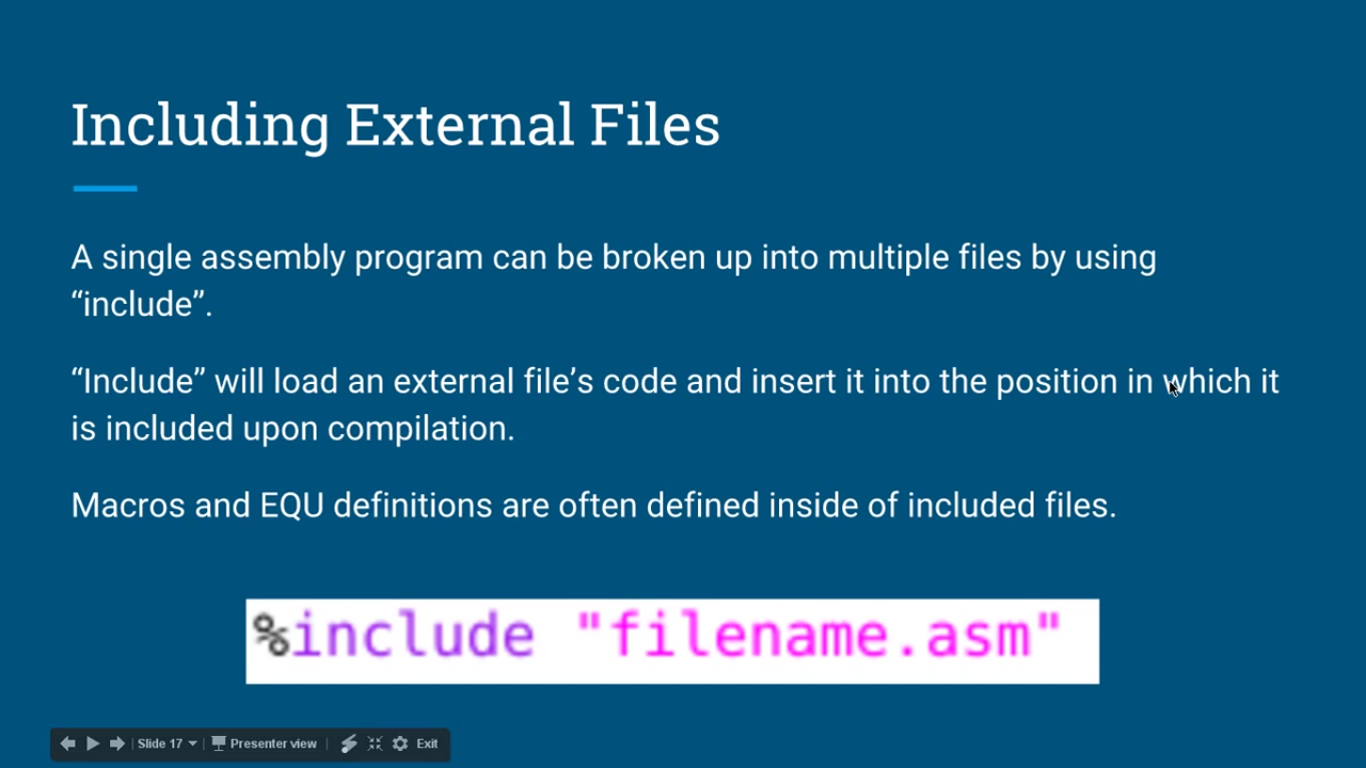 Including External Files
A single assembly program can be broken up into multiple files by using
“include”.
“Include” will load an external file’s code and insert it into the position in which it
is included upon compilation.
Macros and EQU definitions are often defined inside of included files.
%include "filename.asm"
Slide 17 Presenter view Exit